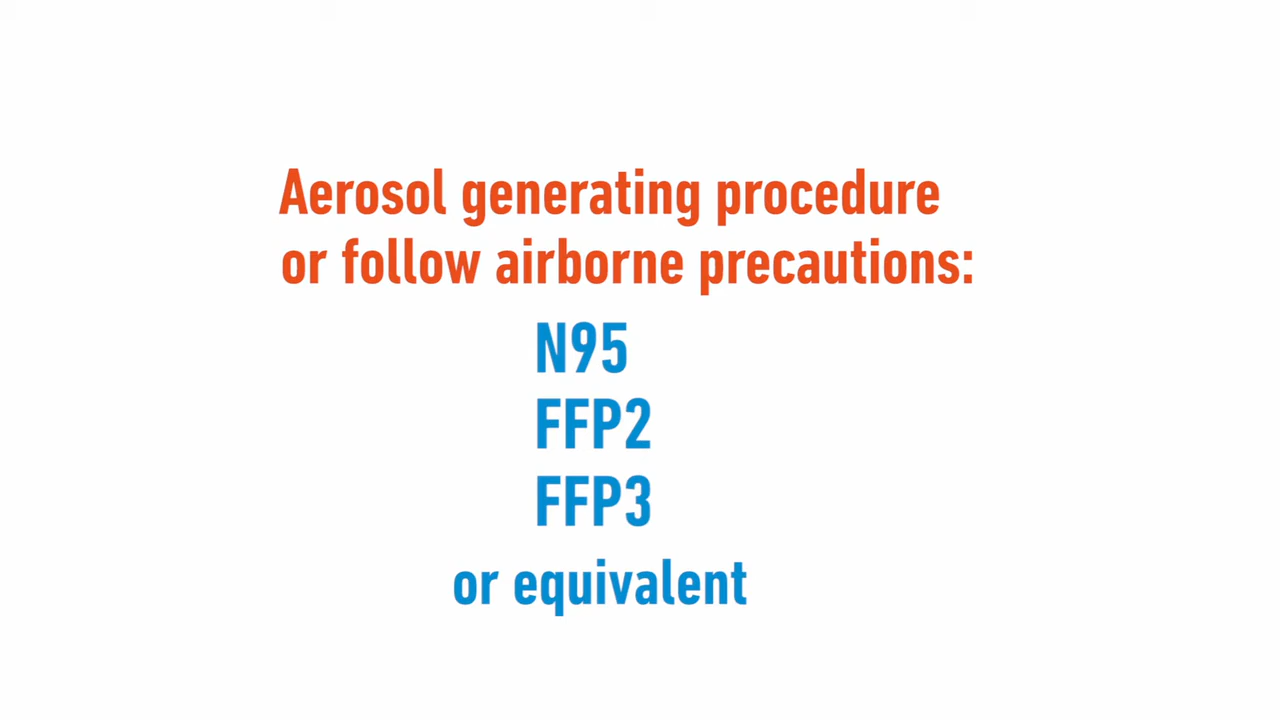 Aerosol generating procedure
or follow airborne precautions:
N95
FFP2
FFP3
or equivalent